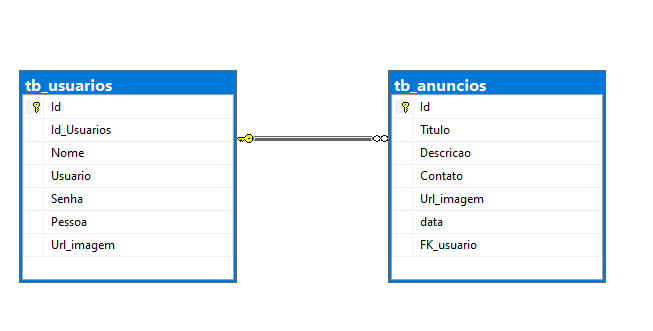 tb_usuarios
Id
Id_Usuarios
Nome
Usuario
Senha
Pessoa
Url_imagem
tb_anuncios
Id
Titulo
Descricao
Contato
Url_imagem
data
FK_usuario